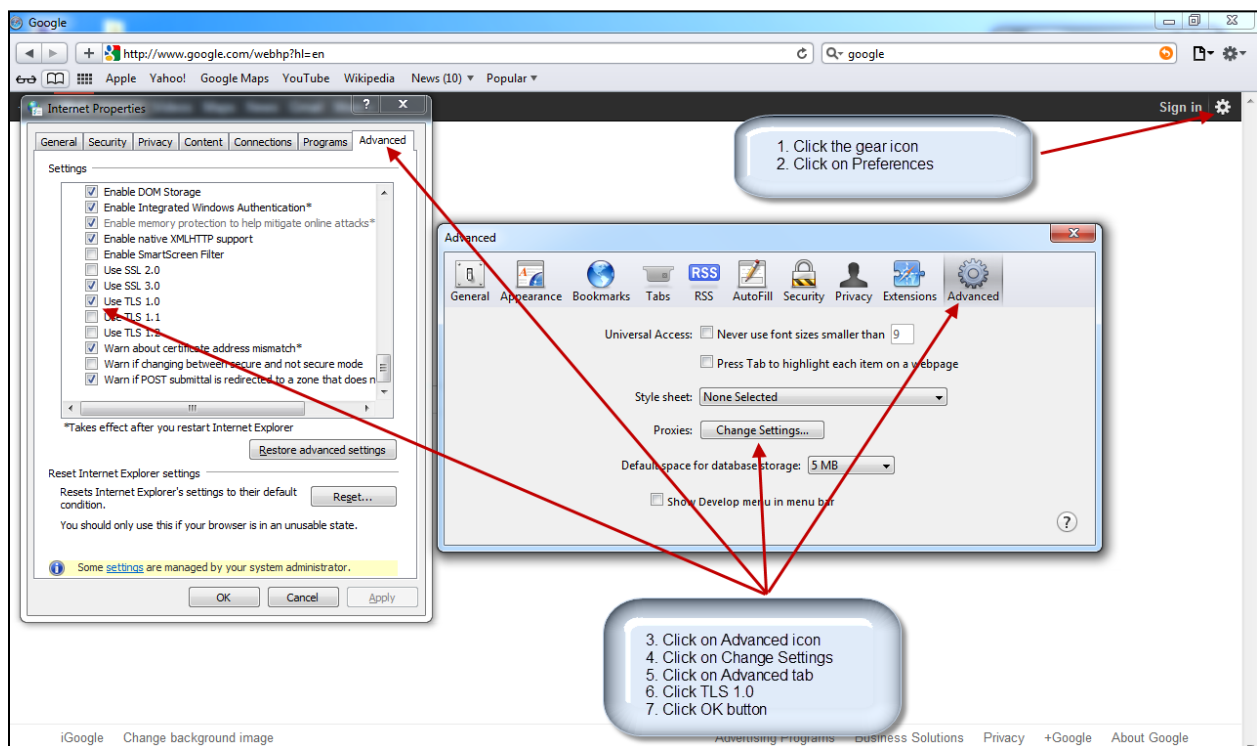 Google
http://www.google.com/webhp?hl=en
google
Apple Yahoo! Google Maps YouTube Wikipedia News (10) ▾ Popular ▾
Sign in
Internet Properties
General Security Privacy Content Connections Programs Advanced
Settings
Enable DOM Storage
Enable Integrated Windows Authentication*
Enable memory protection to help mitigate online attacks*
Enable native XMLHTTP support
Enable SmartScreen Filter
Use SSL 2.0
Use SSL 3.0
Use TLS 1.0
Use TLS 1.1
Use TLS 1.2
Warn about certificate address mismatch*
Warn if changing between secure and not secure mode
Warn if POST submittal is redirected to a zone that does n
*Takes effect after you restart Internet Explorer
Restore advanced settings
Reset Internet Explorer settings
Resets Internet Explorer's settings to their default
condition.
Reset...
You should only use this if your browser is in an unusable state.
Some settings are managed by your system administrator.
OK Cancel Apply
1. Click the gear icon
2. Click on Preferences
Advanced
RSS
General Appearance Bookmarks Tabs RSS AutoFill Security Privacy Extensions Advanced
Universal Access: Never use font sizes smaller than 9
Press Tab to highlight each item on a webpage
Style sheet: None Selected
Proxies: Change Settings...
Default space for database storage: 5 MB
Show Develop menu in menu bar
?
3. Click on Advanced icon
4. Click on Change Settings
5. Click on Advanced tab
6. Click TLS 1.0
7. Click OK button
iGoogle Change background image Advertising Programs Business Solutions Privacy +Google About Google